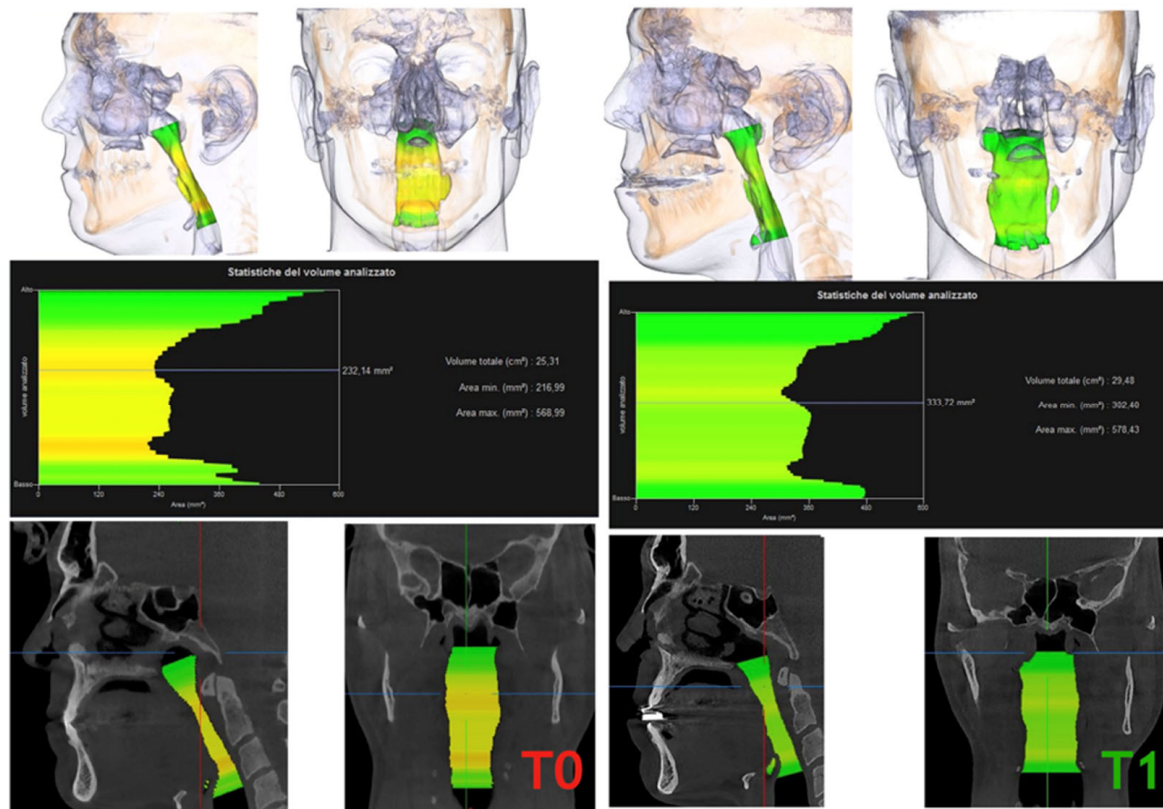 Statistiche del volume analizzato
Alto
volume analizzato
Basso
232,14 mm²
Volume totale (cm³) : 25,31
Area min. (mm²) : 216,99
Area max. (mm²) : 568,99
0 120 240 360 480 600
Area (mm²)
Statistiche del volume analizzato
Alto
volume analizzato
Basso
333,72 mm²
Volume totale (cm³) : 29,48
Area min. (mm²) : 302,40
Area max. (mm²) : 578,43
0 120 240 360 480 600
Area (mm²)
T0
T1